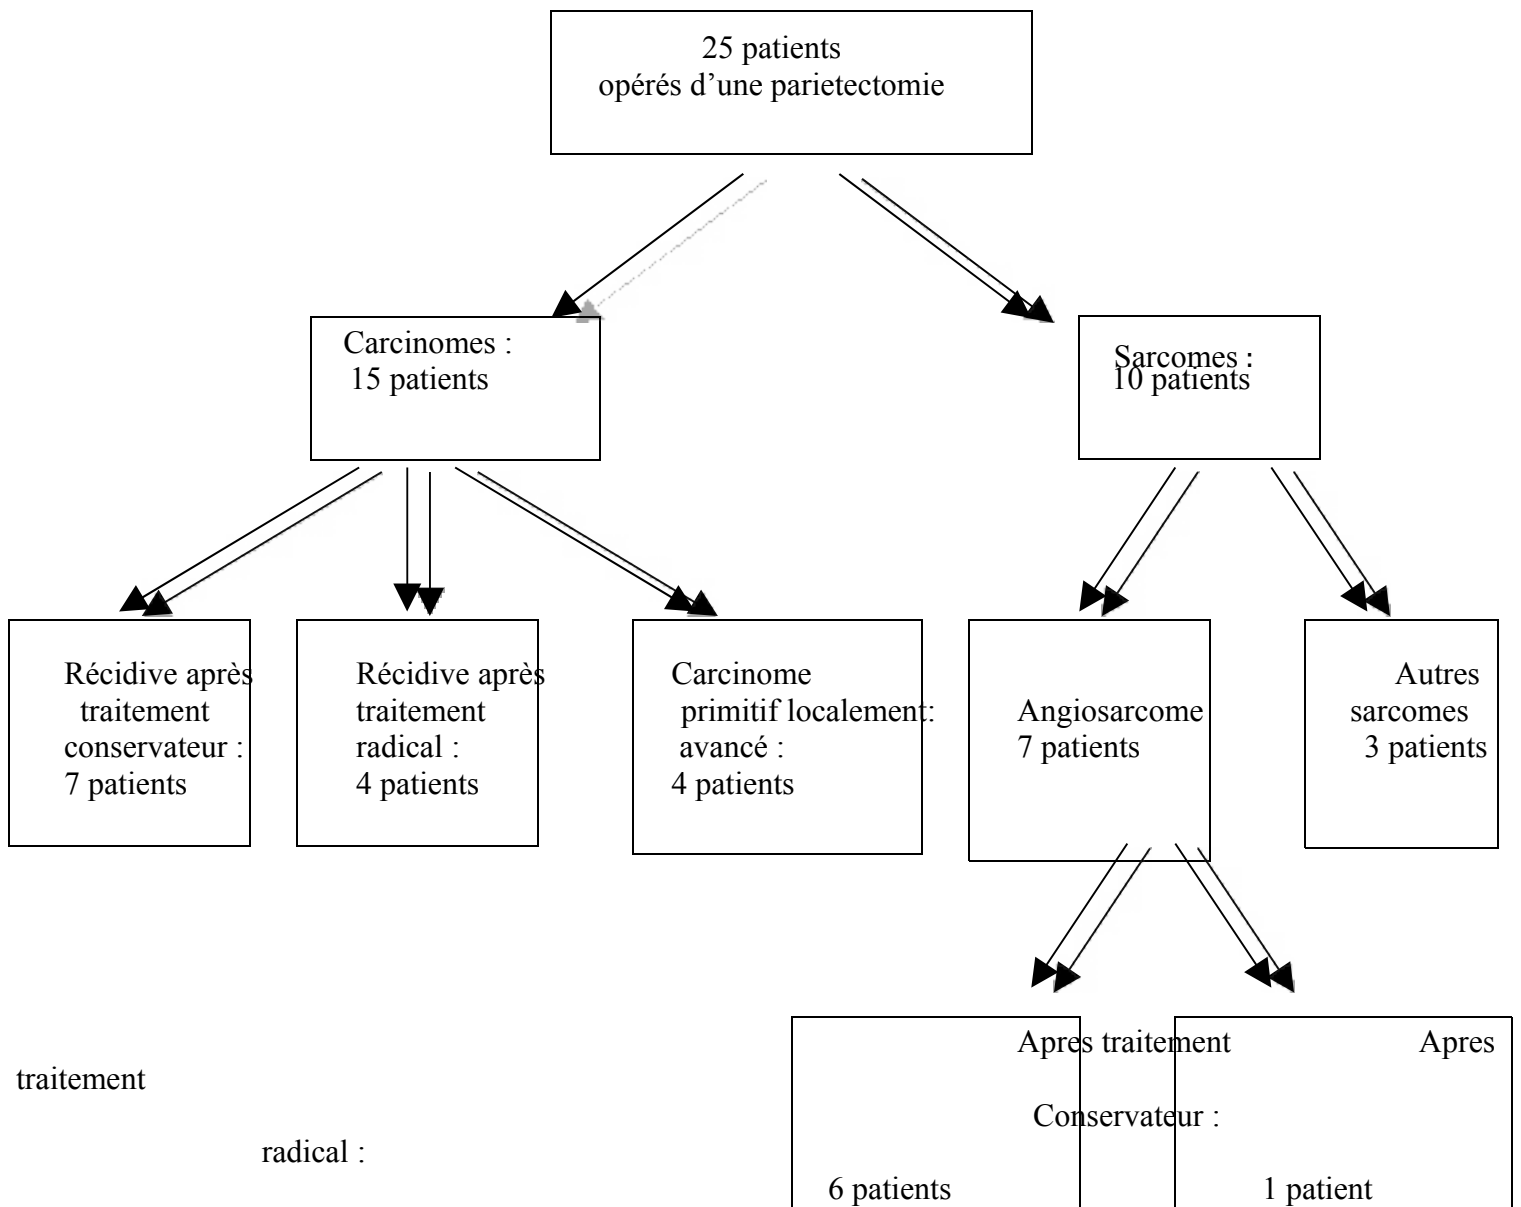 25 patients
opérés d’une parietectomie
Carcinomes :
15 patients
Sarcomes :
10 patients
Récidive après
traitement
conservateur :
7 patients
Récidive après
traitement
radical :
4 patients
Carcinome
primitif localement:
avancé :
4 patients
Angiosarcome
7 patients
Autres
sarcomes
3 patients
Apres traitement Apres
traitement
Conservateur :
radical :
6 patients 1 patient